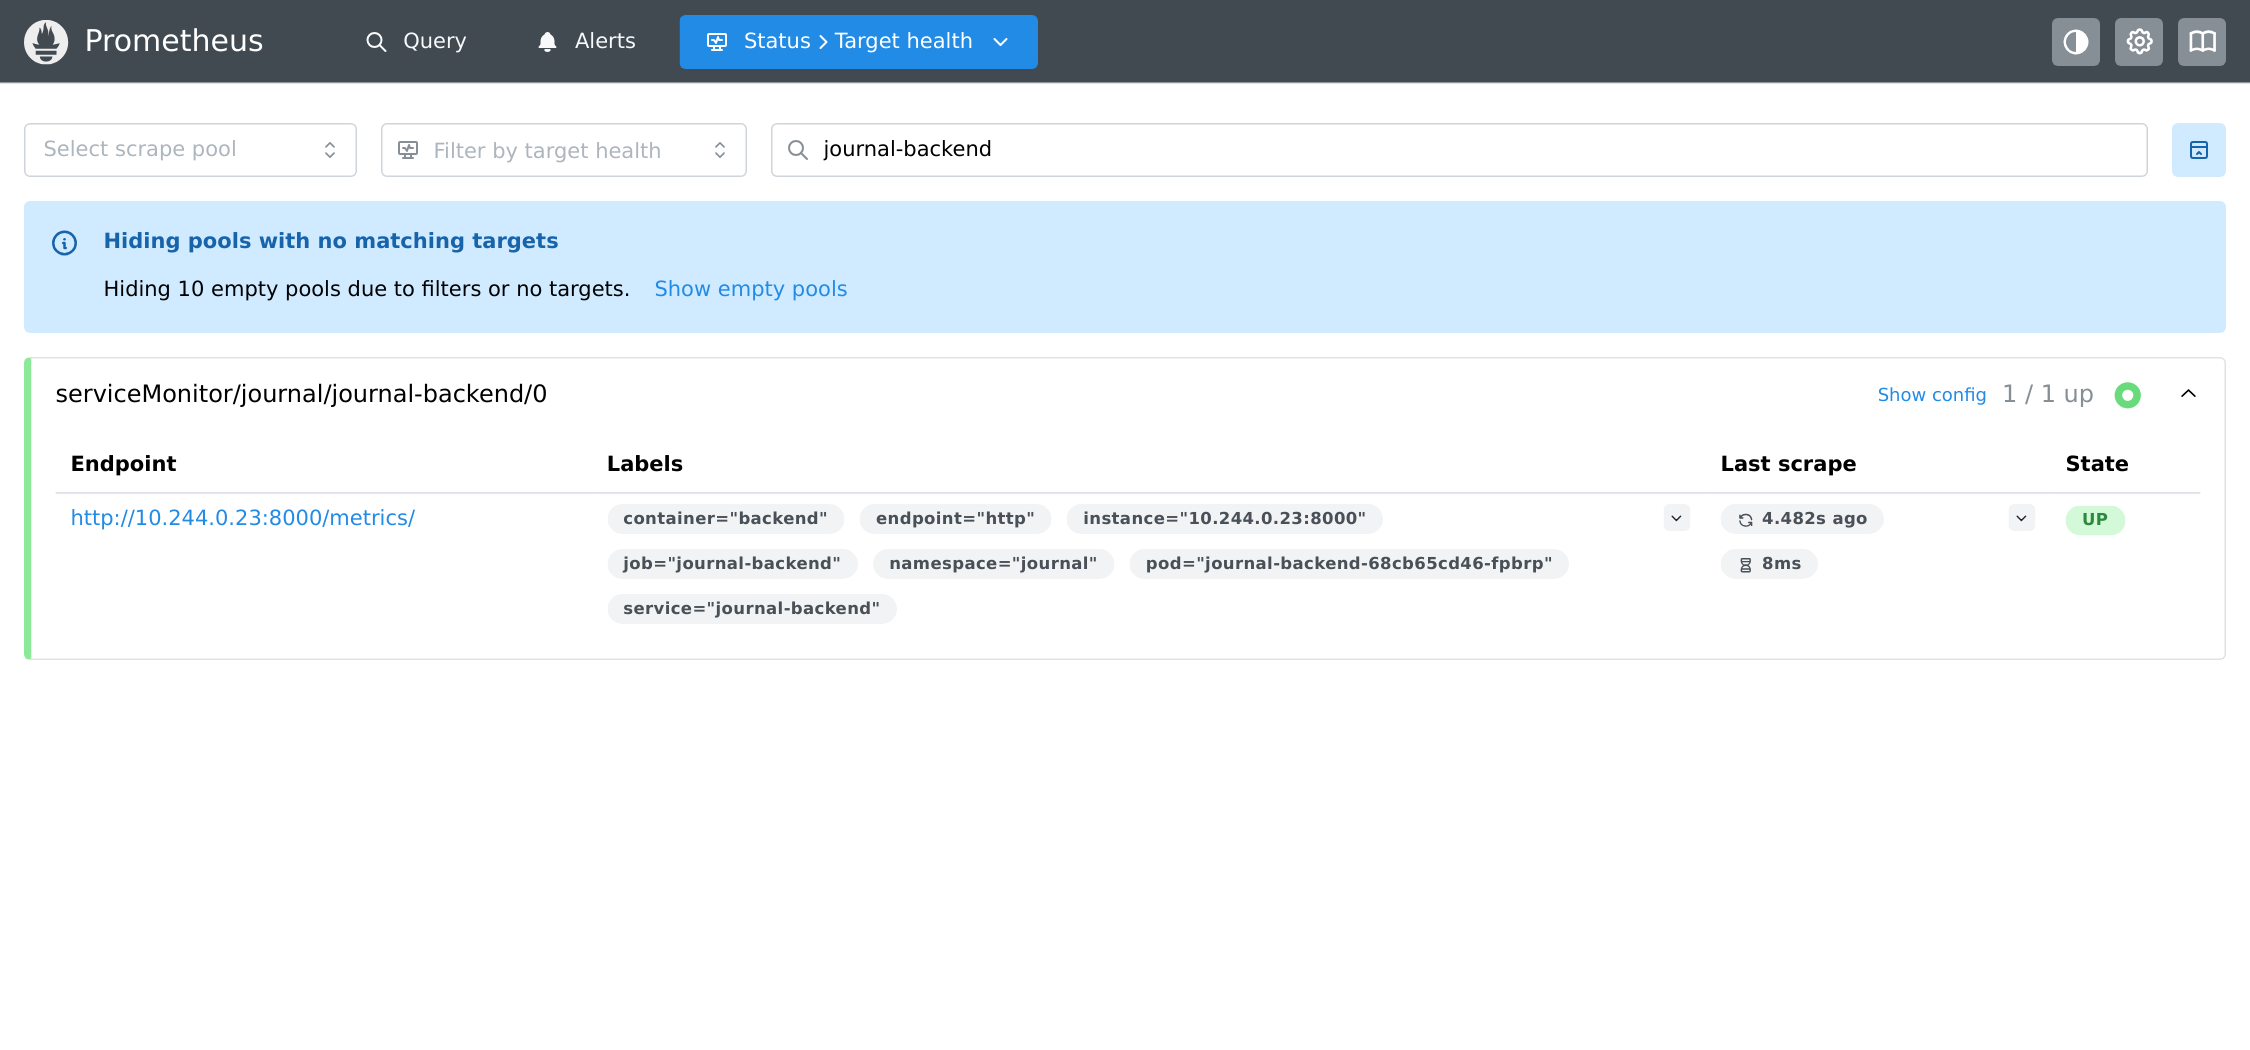 Prometheus Query Alerts Status > Target health
Select scrape pool Filter by target health journal-backend
Hiding pools with no matching targets
Hiding 10 empty pools due to filters or no targets. Show empty pools
serviceMonitor/journal/journal-backend/0 Show config 1 / 1 up
Endpoint Labels Last scrape State
http://10.244.0.23:8000/metrics/ container="backend" endpoint="http" instance="10.244.0.23:8000" 4.482s ago UP
job="journal-backend" namespace="journal" pod="journal-backend-68cb65cd46-fpbrp" 8ms
service="journal-backend"